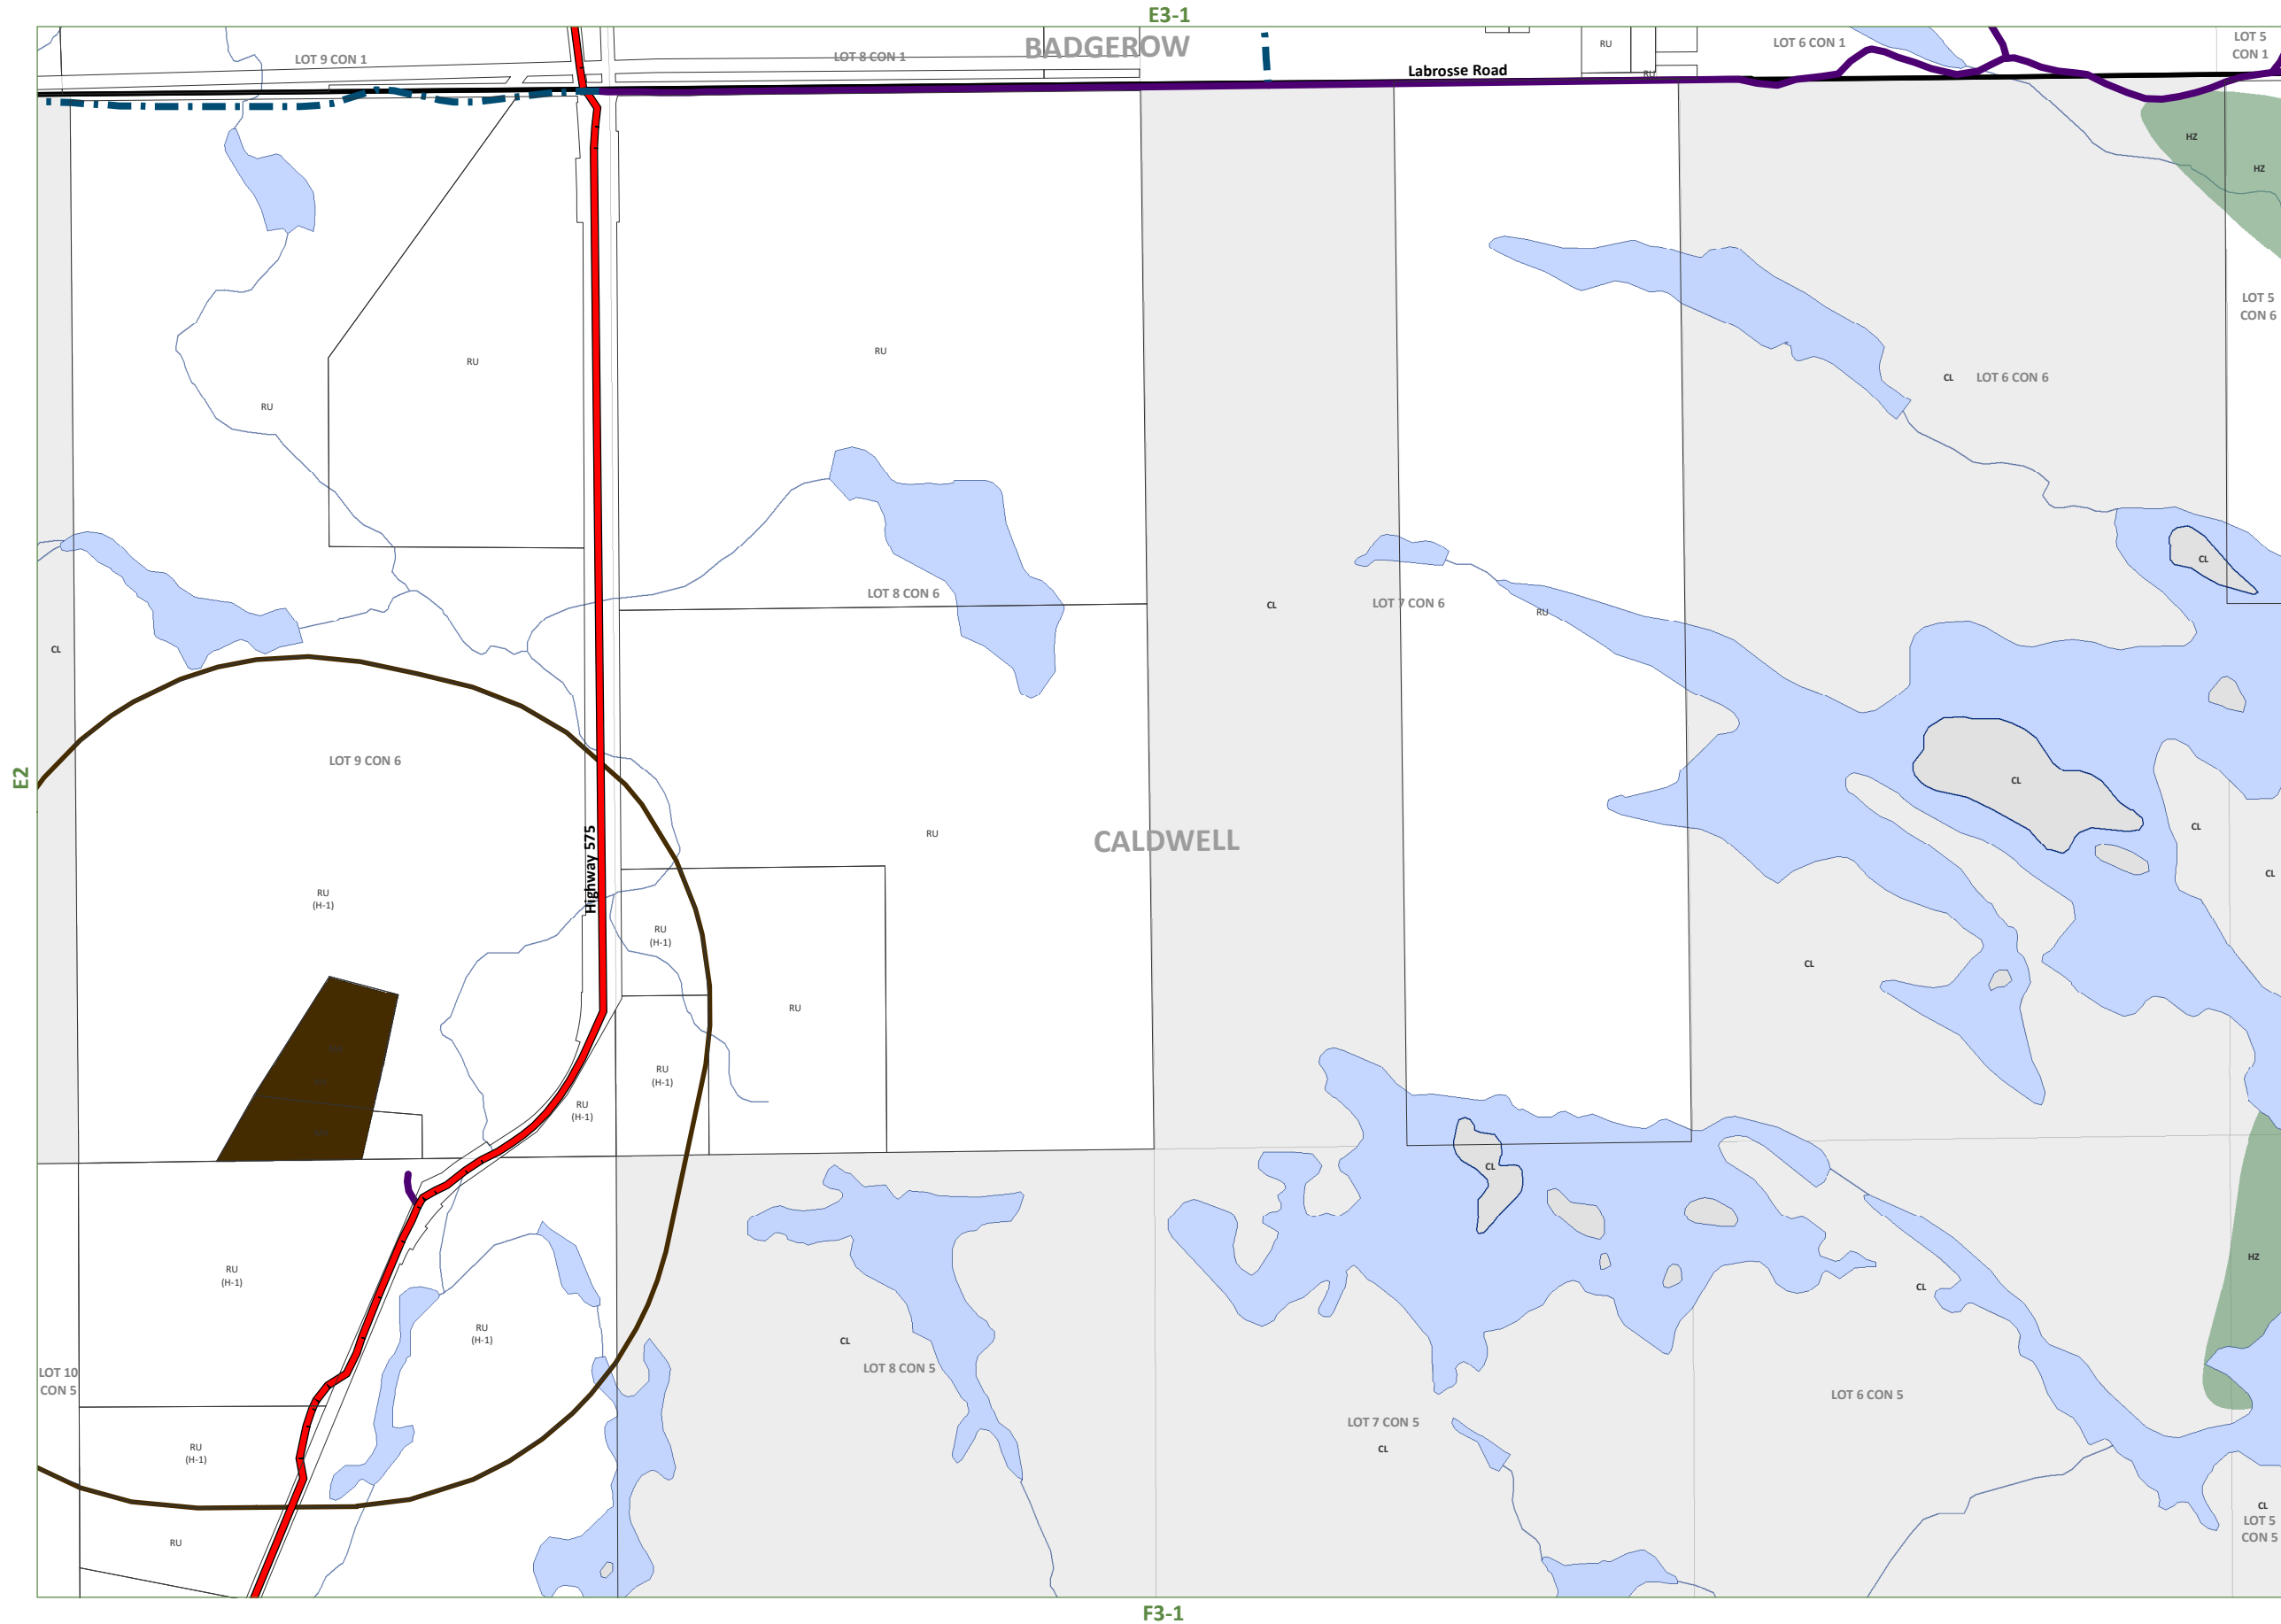 E3-1
BADGEROW
LOT 9 CON 1
LOT 8 CON 1
RU
LOT 6 CON 1
LOT 5
CON 1
Labrosse Road
RU
HZ
HZ
LOT 5
CON 6
RU
RU
RU
CL
LOT 6 CON 6
CL
LOT 8 CON 6
CL
LOT 7 CON 6
RU
CL
LOT 9 CON 6
E2
CL
Highway 575
RU
CALDWELL
CL
CL
RU
(H-1)
RU
(H-1)
CL
RU
RU
(H-1)
RU
(H-1)
CL
RU
(H-1)
HZ
CL
RU
(H-1)
CL
LOT 8 CON 5
LOT 10
CON 5
LOT 6 CON 5
LOT 7 CON 5
CL
RU
(H-1)
CL
LOT 5
CON 5
RU
F3-1